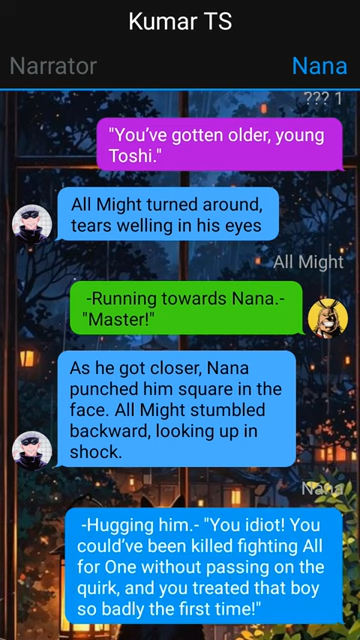 Kumar TS
Narrator
Nana
??? 1
"You've gotten older, young
Toshi."
All Might turned around,
tears welling in his eyes
All Might
-Running towards Nana.-
"Master!"
As he got closer, Nana
punched him square in the
face. All Might stumbled
backward, looking up in
shock.
Nana
-Hugging him.- "You idiot! You
could've been killed fighting All
for One without passing on the
quirk, and you treated that boy
so badly the first time!"